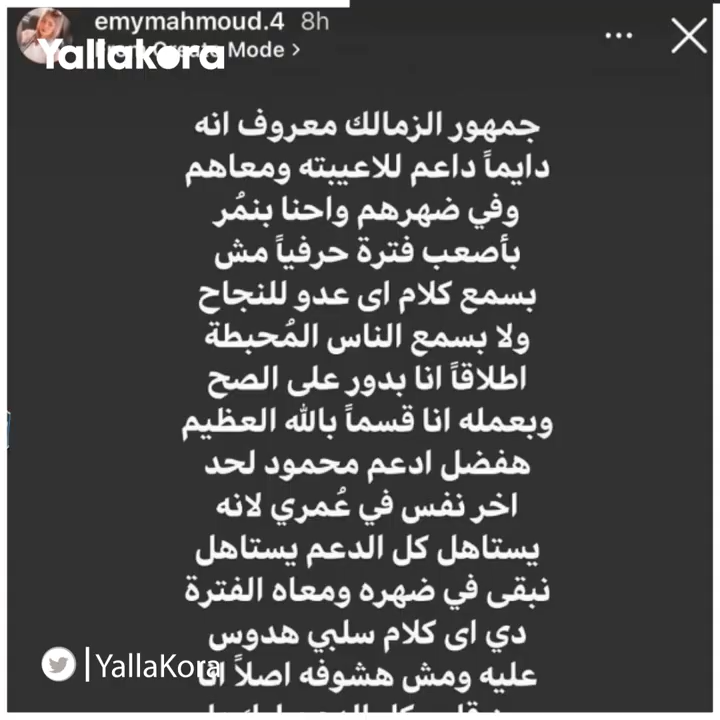 emymahmoud.4 8h
Create Mode >
Yallakora
جمهور الزمالك معروف انه
دايماً داعم للاعيبته ومعاهم
وفي ضهرهم واحنا بنمُر
بأصعب فترة حرفياً مش
بسمع كلام اى عدو للنجاح
ولا بسمع الناس المُحبطة
اطلاقاً انا بدور على الصح
وبعمله انا قسماً بالله العظيم
هفضل ادعم محمود لحد
اخر نفس في عُمري لانه
يستاهل كل الدعم يستاهل
نبقى في ضهره ومعاه الفترة
دي اى كلام سلبي هدوس
عليه ومش هشوفه اصلاً انا
YallaKora